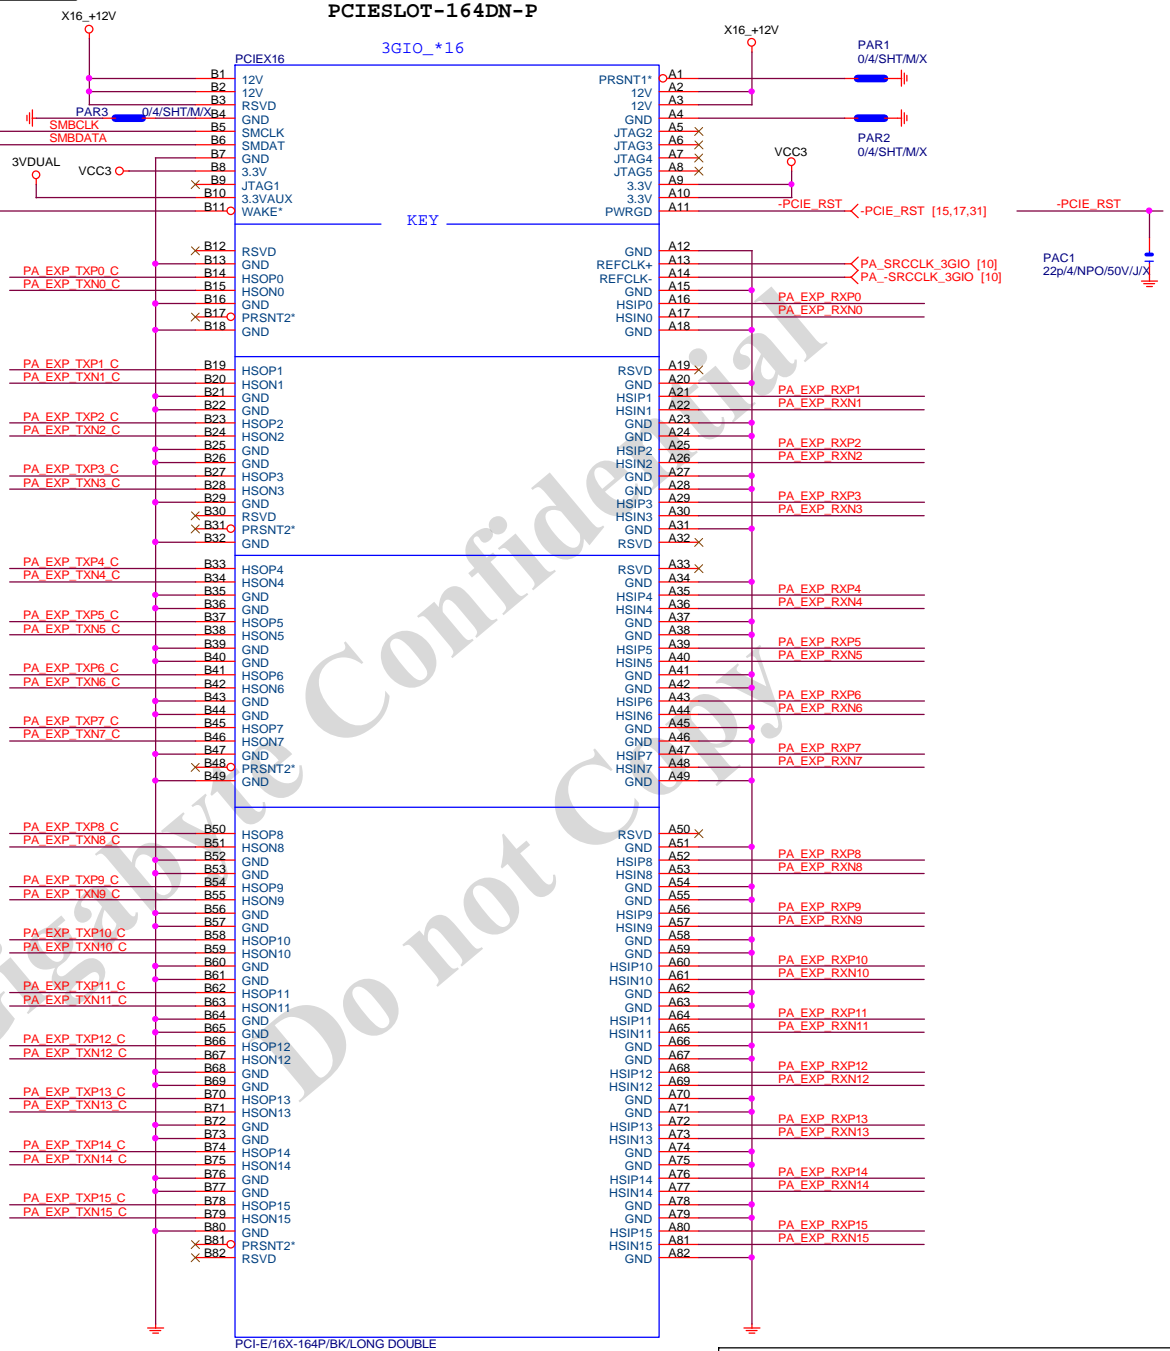 PCIESLOT-164DN-P
X16_+12V
X16_+12V
3GIO_*16
PCIEX16
PAR1
0/4/SHT/M/X
B1 12V PRSNT1* A1
B2 12V 12V A2
B3 RSVD 12V A3
PAR3 0/4/SHT/M/X B4 GND GND A4
SMBCLK B5 SMCLK JTAG2 A5
SMBDATA B6 SMDAT JTAG3 A6
PAR2
0/4/SHT/M/X
B7 GND JTAG4 A7
3VDUAL VCC3 B8 3.3V JTAG5 A8 VCC3
B9 JTAG1 3.3V A9
B10 3.3VAUX 3.3V A10
B11 WAKE* PWRGD A11 -PCIE_RST -PCIE_RST [15,17,31] -PCIE_RST
KEY
B12 RSVD GND A12
B13 GND REFCLK+ A13 PA_SRCCLK_3GIO [10]
PA_EXP_TXP0_C B14 HSOP0 REFCLK- A14 PA_-SRCCLK_3GIO [10]
PAC1
22p/4/NPO/50V/J/X
PA_EXP_TXN0_C B15 HSON0 GND A15
B16 GND HSIP0 A16 PA_EXP_RXP0
B17 PRSNT2* HSIN0 A17 PA_EXP_RXN0
B18 GND GND A18
PA_EXP_TXP1_C B19 HSOP1 RSVD A19
PA_EXP_TXN1_C B20 HSON1 GND A20
B21 GND HSIP1 A21 PA_EXP_RXP1
B22 GND HSIN1 A22 PA_EXP_RXN1
PA_EXP_TXP2_C B23 HSOP2 GND A23
PA_EXP_TXN2_C B24 HSON2 GND A24
B25 GND HSIP2 A25 PA_EXP_RXP2
B26 GND HSIN2 A26 PA_EXP_RXN2
PA_EXP_TXP3_C B27 HSOP3 GND A27
PA_EXP_TXN3_C B28 HSON3 GND A28
B29 GND HSIP3 A29 PA_EXP_RXP3
B30 RSVD HSIN3 A30 PA_EXP_RXN3
B31 PRSNT2* GND A31
B32 GND RSVD A32
PA_EXP_TXP4_C B33 HSOP4 RSVD A33
PA_EXP_TXN4_C B34 HSON4 GND A34
B35 GND HSIP4 A35 PA_EXP_RXP4
B36 GND HSIN4 A36 PA_EXP_RXN4
PA_EXP_TXP5_C B37 HSOP5 GND A37
PA_EXP_TXN5_C B38 HSON5 GND A38
B39 GND HSIP5 A39 PA_EXP_RXP5
B40 GND HSIN5 A40 PA_EXP_RXN5
PA_EXP_TXP6_C B41 HSOP6 GND A41
PA_EXP_TXN6_C B42 HSON6 GND A42
B43 GND HSIP6 A43 PA_EXP_RXP6
B44 GND HSIN6 A44 PA_EXP_RXN6
PA_EXP_TXP7_C B45 HSOP7 GND A45
PA_EXP_TXN7_C B46 HSON7 GND A46
B47 GND HSIP7 A47 PA_EXP_RXP7
B48 PRSNT2* HSIN7 A48 PA_EXP_RXN7
B49 GND GND A49
PA_EXP_TXP8_C B50 HSOP8 RSVD A50
PA_EXP_TXN8_C B51 HSON8 GND A51
B52 GND HSIP8 A52 PA_EXP_RXP8
B53 GND HSIN8 A53 PA_EXP_RXN8
PA_EXP_TXP9_C B54 HSOP9 GND A54
PA_EXP_TXN9_C B55 HSON9 GND A55
B56 GND HSIP9 A56 PA_EXP_RXP9
B57 GND HSIN9 A57 PA_EXP_RXN9
PA_EXP_TXP10_C B58 HSOP10 GND A58
PA_EXP_TXN10_C B59 HSON10 GND A59
B60 GND HSIP10 A60 PA_EXP_RXP10
B61 GND HSIN10 A61 PA_EXP_RXN10
PA_EXP_TXP11_C B62 HSOP11 GND A62
PA_EXP_TXN11_C B63 HSON11 GND A63
B64 GND HSIP11 A64 PA_EXP_RXP11
B65 GND HSIN11 A65 PA_EXP_RXN11
PA_EXP_TXP12_C B66 HSOP12 GND A66
PA_EXP_TXN12_C B67 HSON12 GND A67
B68 GND HSIP12 A68 PA_EXP_RXP12
B69 GND HSIN12 A69 PA_EXP_RXN12
PA_EXP_TXP13_C B70 HSOP13 GND A70
PA_EXP_TXN13_C B71 HSON13 GND A71
B72 GND HSIP13 A72 PA_EXP_RXP13
B73 GND HSIN13 A73 PA_EXP_RXN13
PA_EXP_TXP14_C B74 HSOP14 GND A74
PA_EXP_TXN14_C B75 HSON14 GND A75
B76 GND HSIP14 A76 PA_EXP_RXP14
B77 GND HSIN14 A77 PA_EXP_RXN14
PA_EXP_TXP15_C B78 HSOP15 GND A78
PA_EXP_TXN15_C B79 HSON15 GND A79
B80 GND HSIP15 A80 PA_EXP_RXP15
B81 PRSNT2* HSIN15 A81 PA_EXP_RXN15
B82 RSVD GND A82
PCI-E/16X-164P/BK/LONG DOUBLE
Gigabyte Confidential
Do not Copy